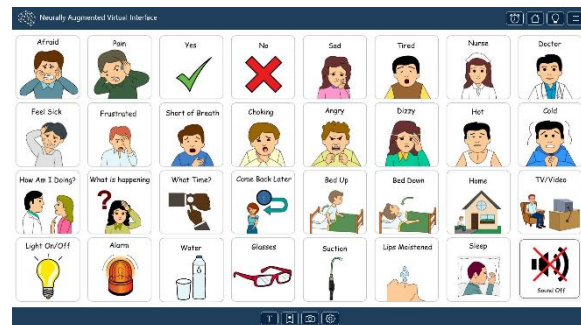 Neurally Augmented Virtual Interface
Afraid Pain Yes No Sad Tired Nurse Doctor
Feel Sick Frustrated Short of Breath Choking Angry Dizzy Hot Cold
How Am I Doing? What is happening What Time? Come Back Later Bed Up Bed Down Home TV/Video
Light On/Off Alarm Water Glasses Suction Lips Moistened Sleep
Sound Off
T